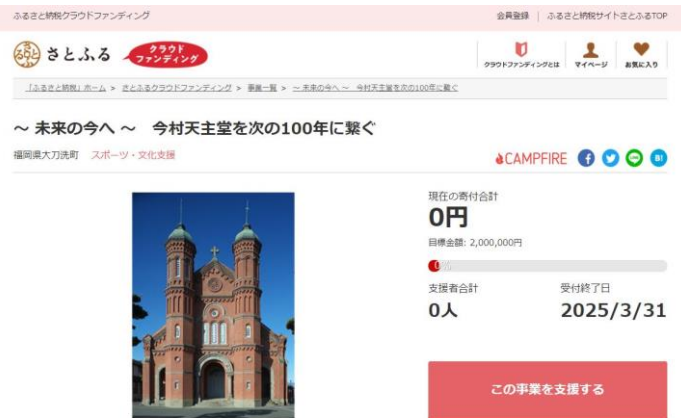 ふるさと納税クラウドファンディング
会員登録 | ふるさと納税サイトさとふるTOP
さとふる クラウドファンディング
クラウドファンディングとは マイページ お気に入り
「ふるさと納税」ホーム > さとふるクラウドファンディング > 事業一覧 > ～ 未来の今へ ～ 今村天主堂を次の100年に繋ぐ
～ 未来の今へ ～ 今村天主堂を次の100年に繋ぐ
福岡県大刀洗町 スポーツ・文化支援
CAMPFIRE f LINE B!
現在の寄付合計
0円
目標金額: 2,000,000円
0%
支援者合計 受付終了日
0人 2025/3/31
この事業を支援する